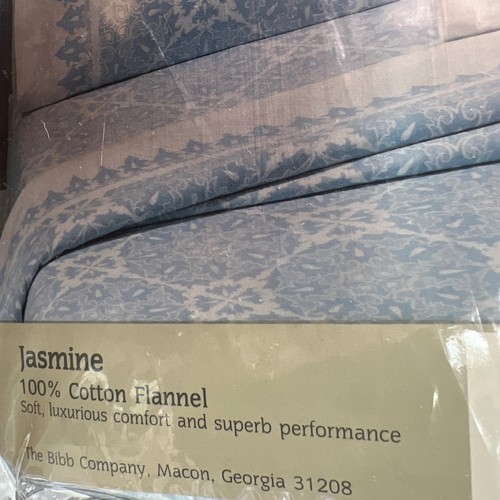 Jasmine
100% Cotton Flannel
Soft, luxurious comfort and superb performance
The Bibb Company, Macon, Georgia 31208